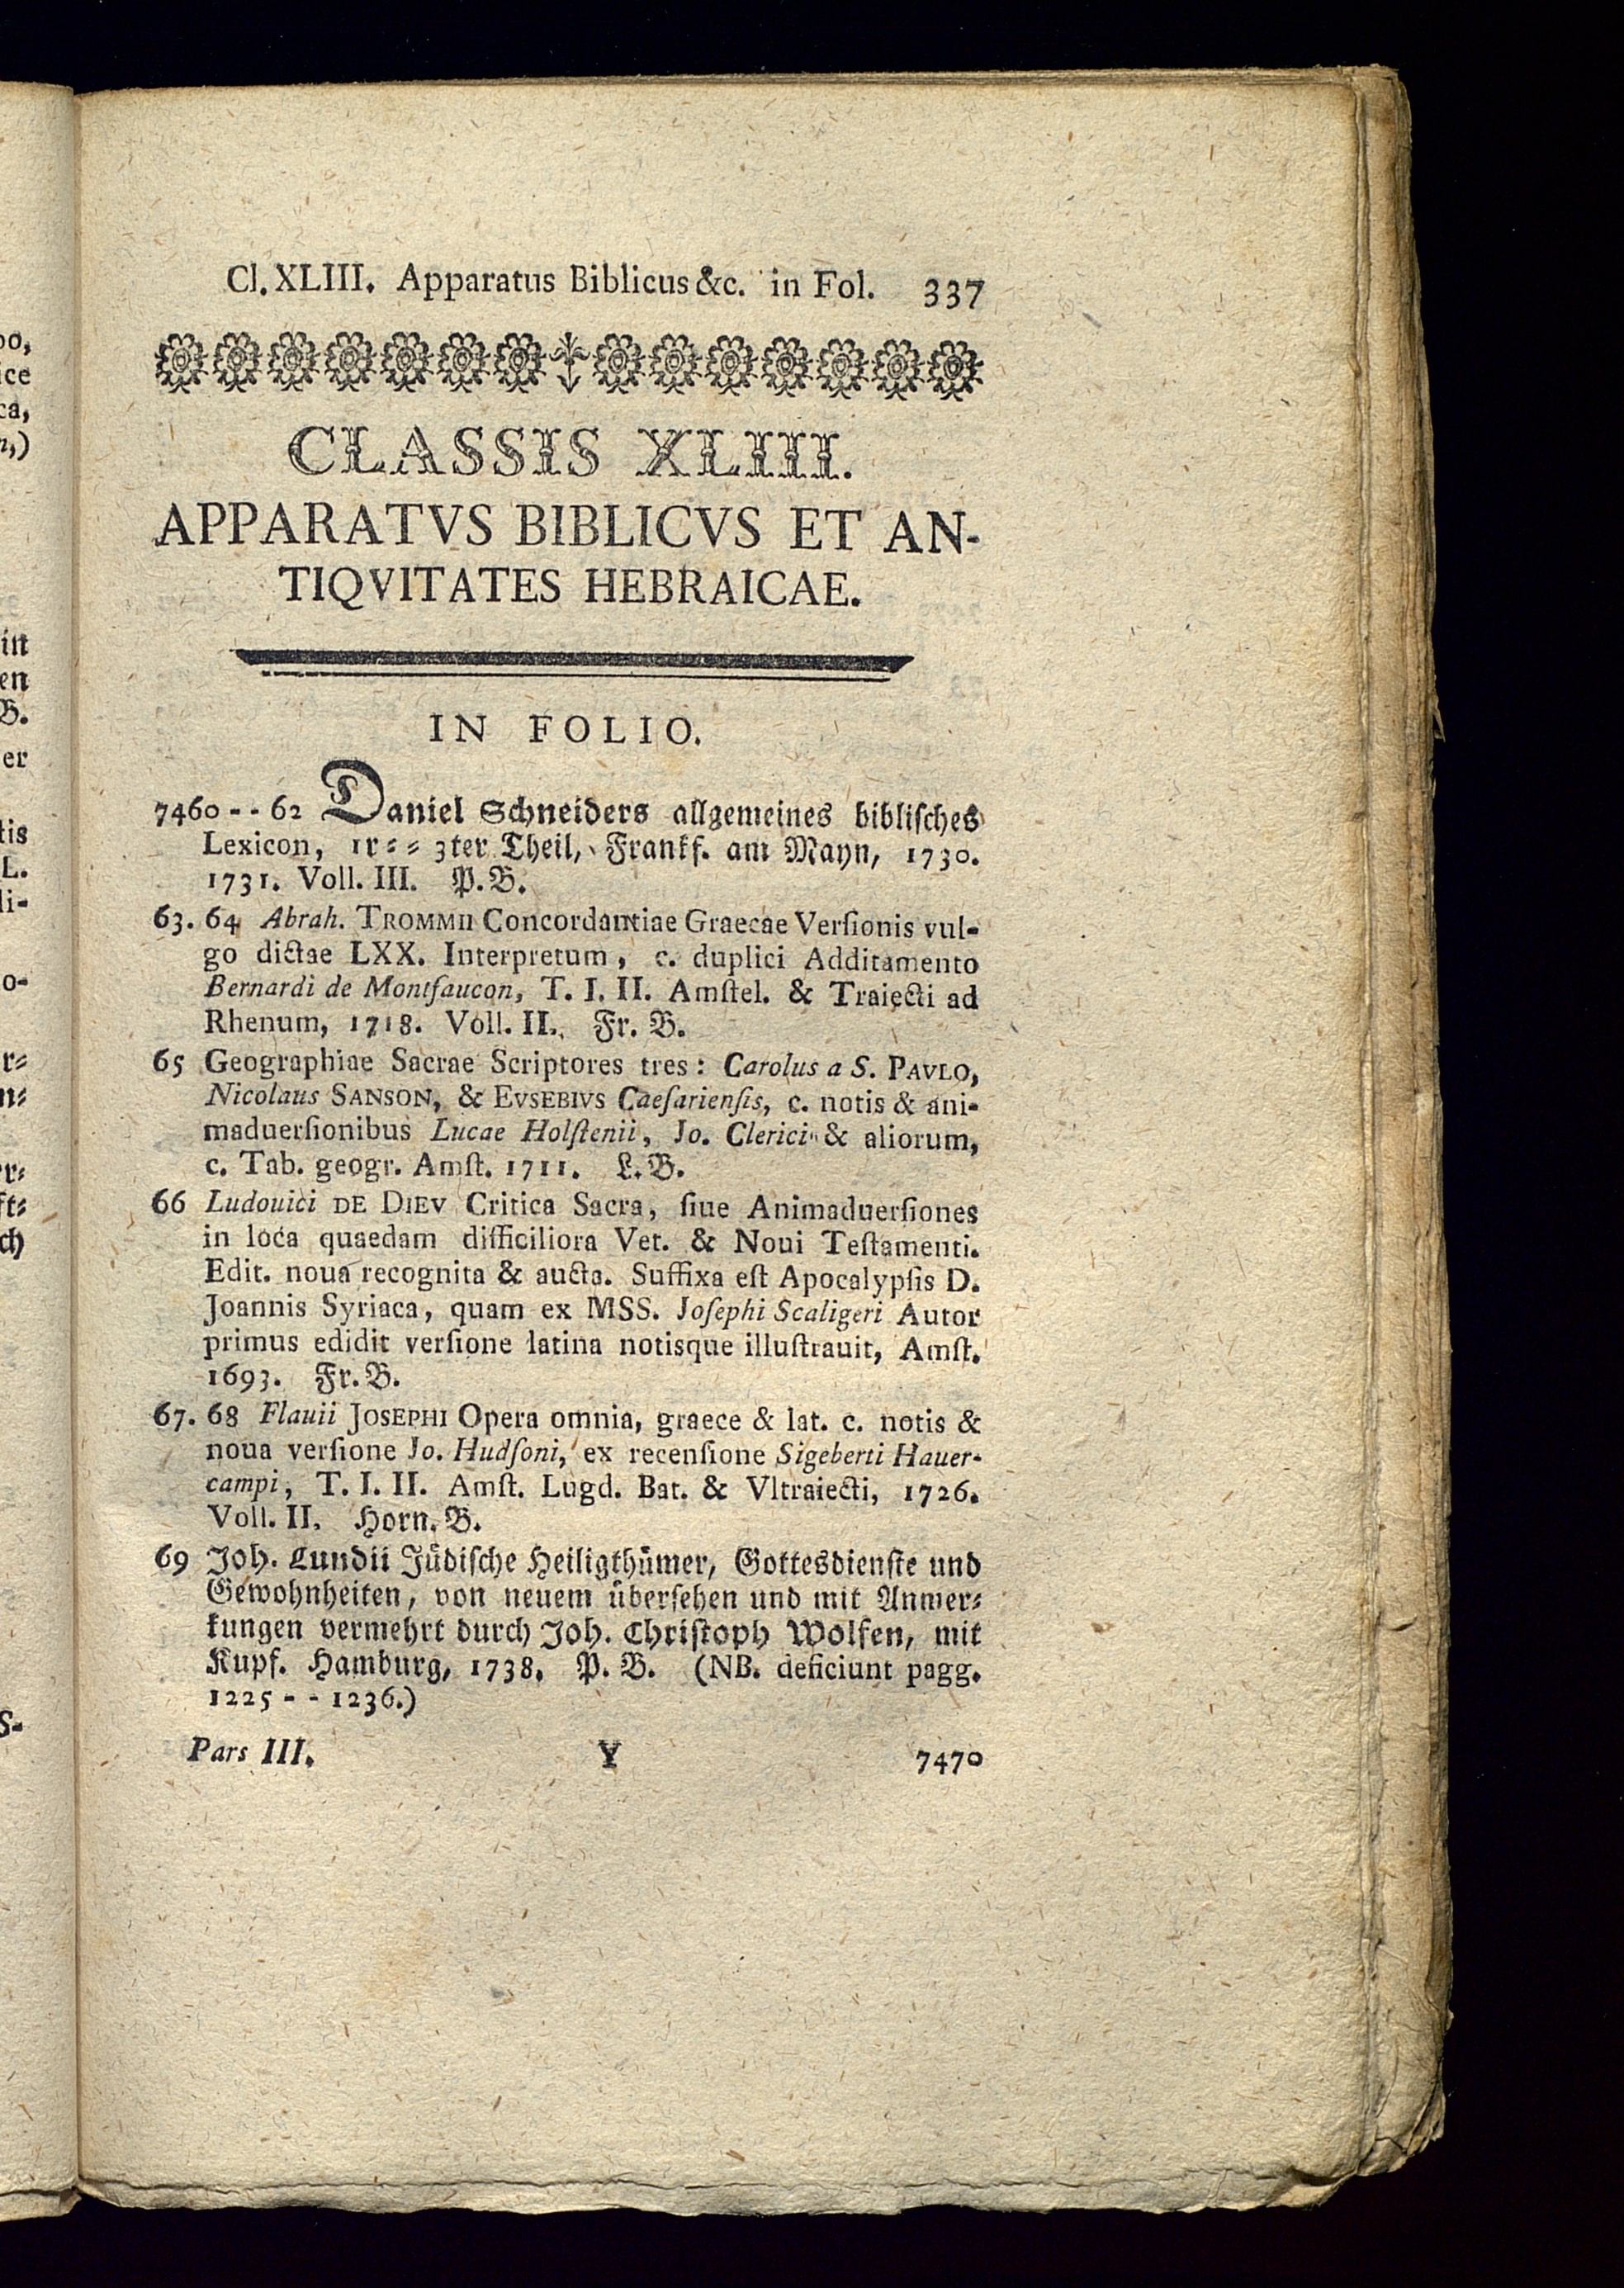 Cl. XLIII. Apparatus Biblicus &c. in Fol. 337
CLASSIS XLIII.
APPARATVS BIBLICVS ET AN-
TIQVITATES HEBRAICAE.
IN FOLIO.
7460 - - 62 Daniel Schneiders allgemeines bibliſches
Lexicon, 1r⸗ ⸗ 3ter Theil, Frankf. am Mayn, 1730.
1731. Voll. III. P. B.
63. 64 Abrah. TROMMII Concordantiae Graecae Verſionis vul-
go dictae LXX. Interpretum, c. duplici Additamento
Bernardi de Montfaucon, T. I. II. Amſtel. & Traiecti ad
Rhenum, 1718. Voll. II. Fr. B.
65 Geographiae Sacrae Scriptores tres: Carolus a S. PAVLO,
Nicolaus SANSON, & EVSEBIVS Caeſarienſis, c. notis & ani-
maduerſionibus Lucae Holſtenii, Jo. Clerici & aliorum,
c. Tab. geogr. Amſt. 1711. L. B.
66 Ludouici DE DIEV Critica Sacra, ſiue Animaduerſiones
in loca quaedam difficiliora Vet. & Noui Teſtamenti.
Edit. noua recognita & aucta. Suffixa eſt Apocalypſis D.
Joannis Syriaca, quam ex MSS. Joſephi Scaligeri Autor
primus edidit verſione latina notisque illuſtrauit, Amſt.
1693. Fr. B.
67. 68 Flauii JOSEPHI Opera omnia, graece & lat. c. notis &
noua verſione Jo. Hudſoni, ex recenſione Sigeberti Hauer-
campi, T. I. II. Amſt. Lugd. Bat. & Vltraiecti, 1726.
Voll. II. Horn. B.
69 Joh. Lundii Jüdiſche Heiligthümer, Gottesdienſte und
Gewohnheiten, von neuem überſehen und mit Anmer⸗
kungen vermehrt durch Joh. Chriſtoph Wolfen, mit
Kupf. Hamburg, 1738. P. B. (NB. deficiunt pagg.
1225 - - 1236.)
Pars III. Y 7470